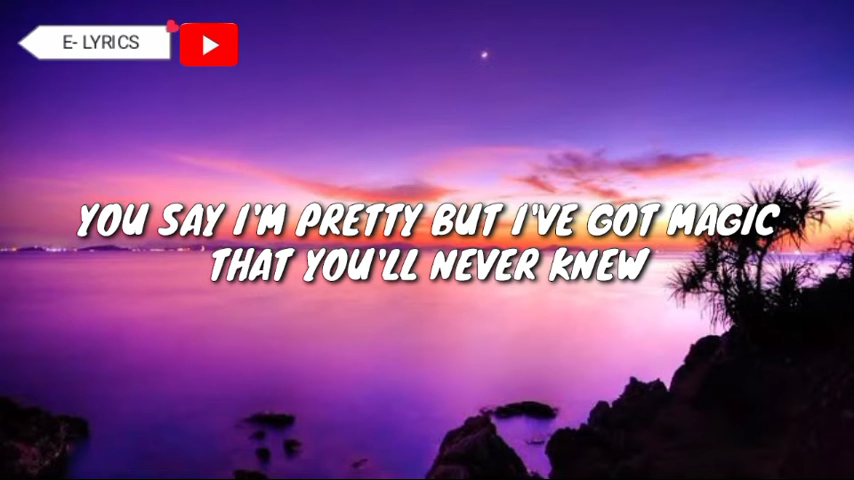 E- LYRICS
YOU SAY I'M PRETTY BUT I'VE GOT MAGIC
THAT YOU'LL NEVER KNEW